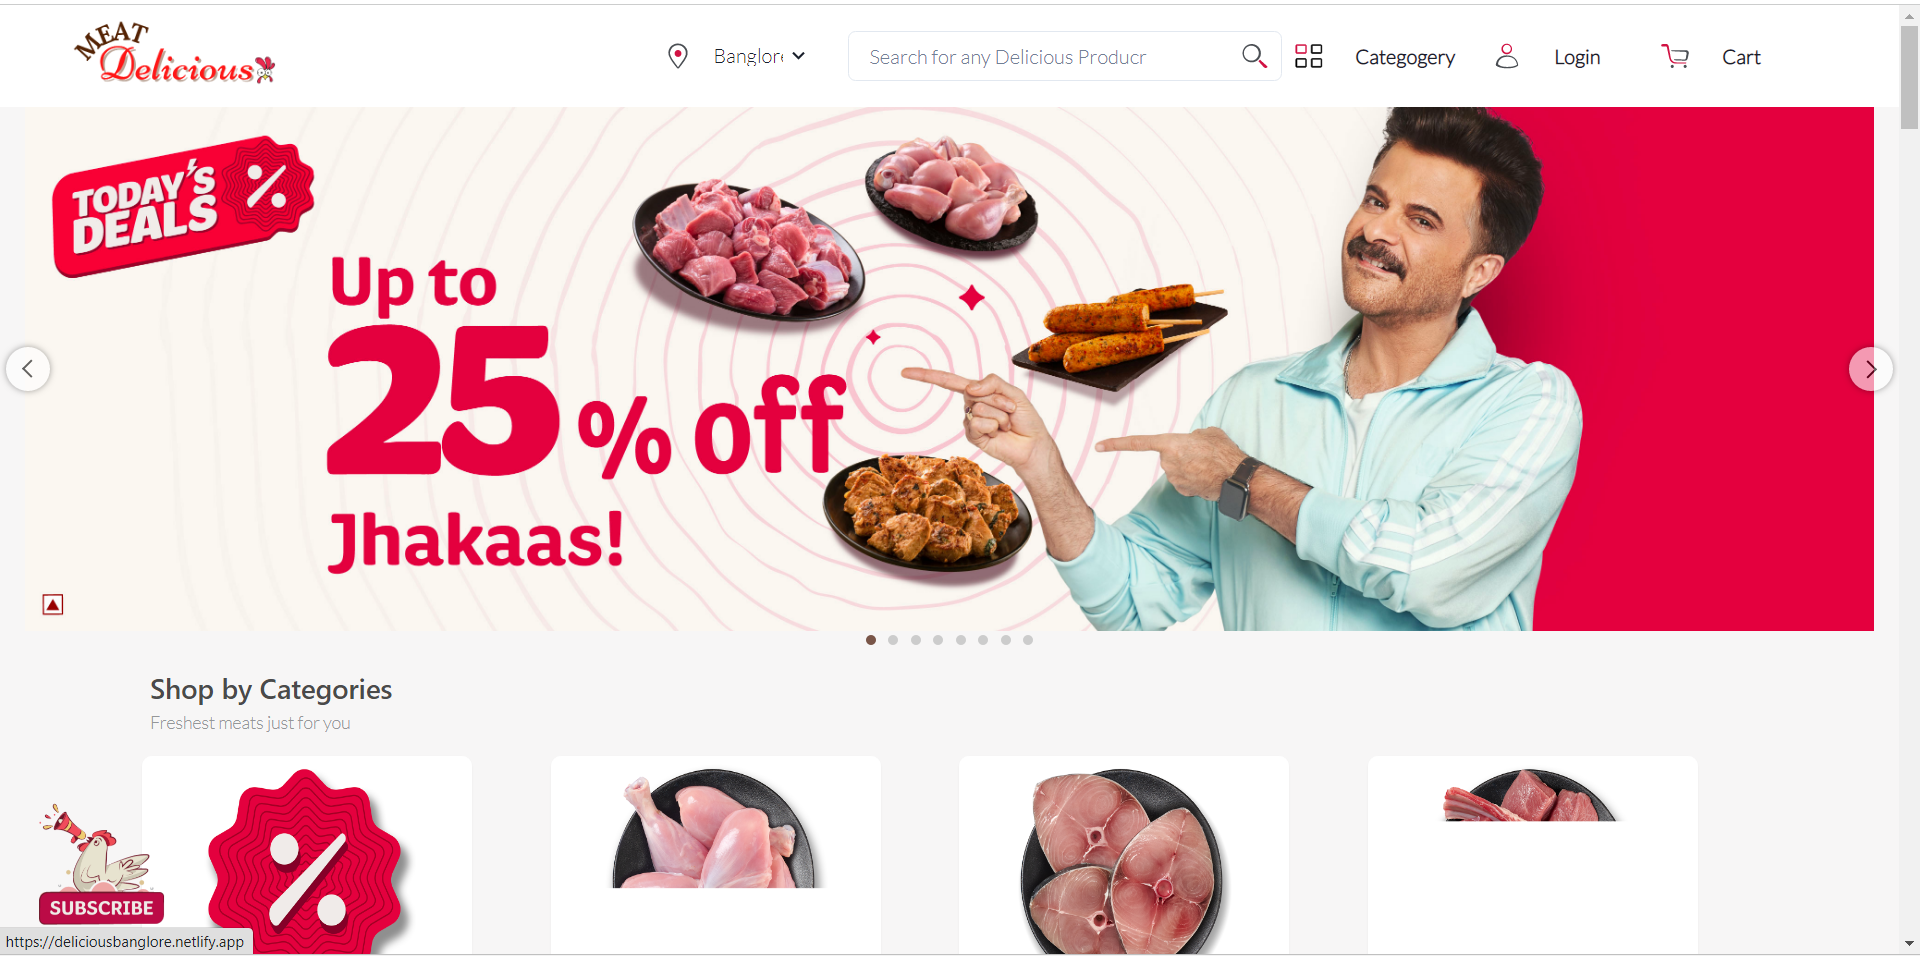 MEAT
Delicious
Banglore
Search for any Delicious Producr
Categogery
Login
Cart
TODAY'S
DEALS
%
Up to
25% off
Jhakaas!
Shop by Categories
Freshest meats just for you
%
SUBSCRIBE
https://deliciousbanglore.netlify.app